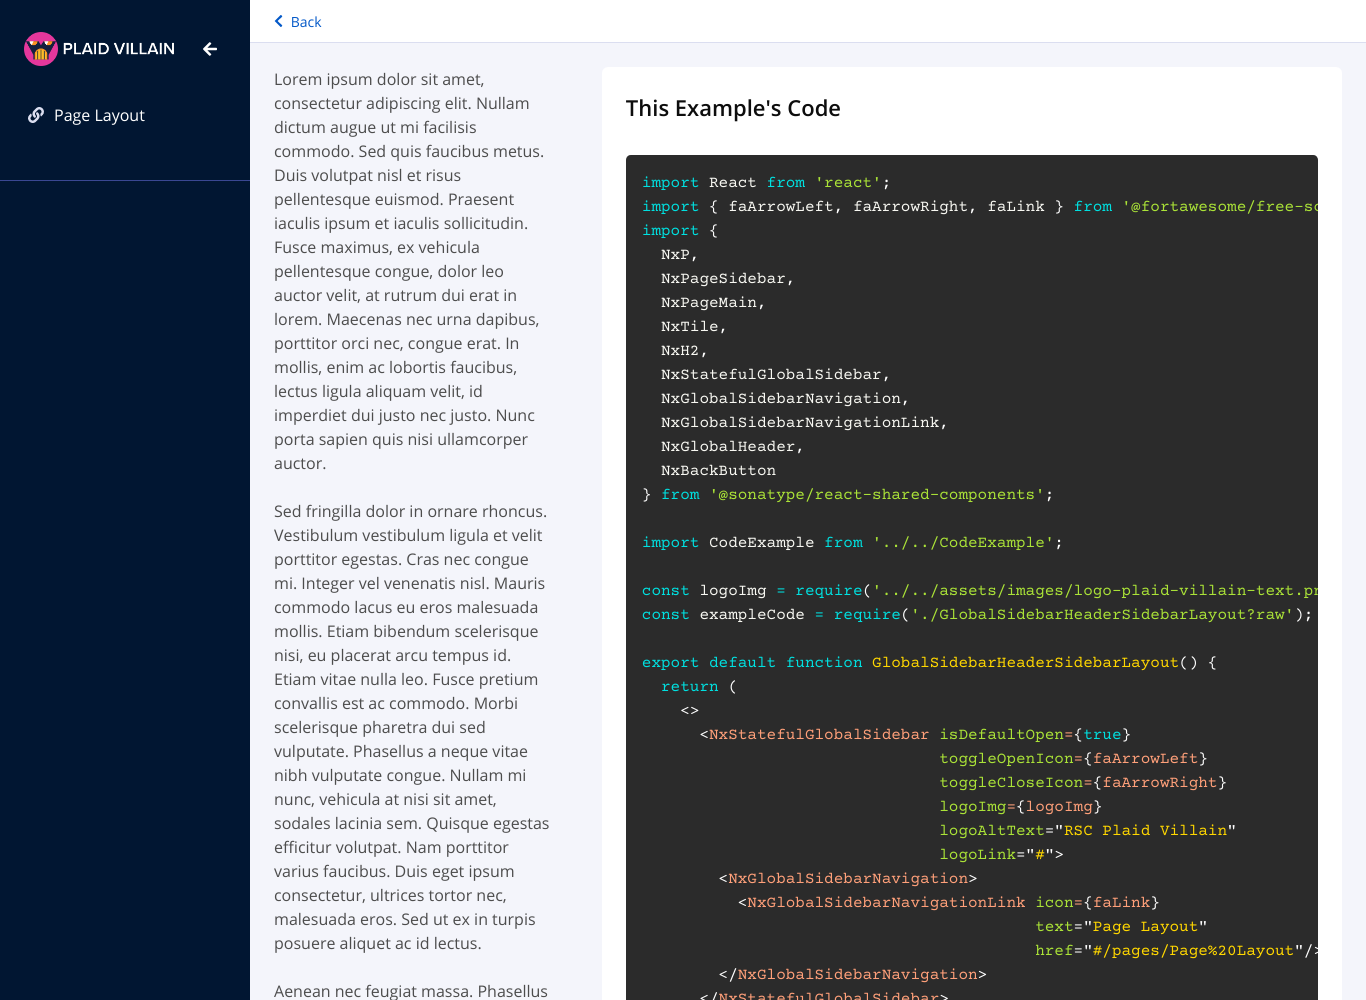 PLAID VILLAIN
Page Layout
Back
Lorem ipsum dolor sit amet,
consectetur adipiscing elit. Nullam
dictum augue ut mi facilisis
commodo. Sed quis faucibus metus.
Duis volutpat nisl et risus
pellentesque euismod. Praesent
iaculis ipsum et iaculis sollicitudin.
Fusce maximus, ex vehicula
pellentesque congue, dolor leo
auctor velit, at rutrum dui erat in
lorem. Maecenas nec urna dapibus,
porttitor orci nec, congue erat. In
mollis, enim ac lobortis faucibus,
lectus ligula aliquam velit, id
imperdiet dui justo nec justo. Nunc
porta sapien quis nisi ullamcorper
auctor.
Sed fringilla dolor in ornare rhoncus.
Vestibulum vestibulum ligula et velit
porttitor egestas. Cras nec congue
mi. Integer vel venenatis nisl. Mauris
commodo lacus eu eros malesuada
mollis. Etiam bibendum scelerisque
nisi, eu placerat arcu tempus id.
Etiam vitae nulla leo. Fusce pretium
convallis est ac commodo. Morbi
scelerisque pharetra dui sed
vulputate. Phasellus a neque vitae
nibh vulputate congue. Nullam mi
nunc, vehicula at nisi sit amet,
sodales lacinia sem. Quisque egestas
efficitur volutpat. Nam porttitor
varius faucibus. Duis eget ipsum
consectetur, ultrices tortor nec,
malesuada eros. Sed ut ex in turpis
posuere aliquet ac id lectus.
Aenean nec feugiat massa. Phasellus
This Example's Code
import React from 'react';
import { faArrowLeft, faArrowRight, faLink } from '@fortawesome/free-so
import {
  NxP,
  NxPageSidebar,
  NxPageMain,
  NxTile,
  NxH2,
  NxStatefulGlobalSidebar,
  NxGlobalSidebarNavigation,
  NxGlobalSidebarNavigationLink,
  NxGlobalHeader,
  NxBackButton
} from '@sonatype/react-shared-components';
import CodeExample from '../../CodeExample';
const logoImg = require('../../assets/images/logo-plaid-villain-text.pn
const exampleCode = require('./GlobalSidebarHeaderSidebarLayout?raw');
export default function GlobalSidebarHeaderSidebarLayout() {
  return (
    <>
      <NxStatefulGlobalSidebar isDefaultOpen={true}
                               toggleOpenIcon={faArrowLeft}
                               toggleCloseIcon={faArrowRight}
                               logoImg={logoImg}
                               logoAltText="RSC Plaid Villain"
                               logoLink="#">
        <NxGlobalSidebarNavigation>
          <NxGlobalSidebarNavigationLink icon={faLink}
                                         text="Page Layout"
                                         href="#/pages/Page%20Layout"/>
        </NxGlobalSidebarNavigation>
      </NxStatefulGlobalSidebar>